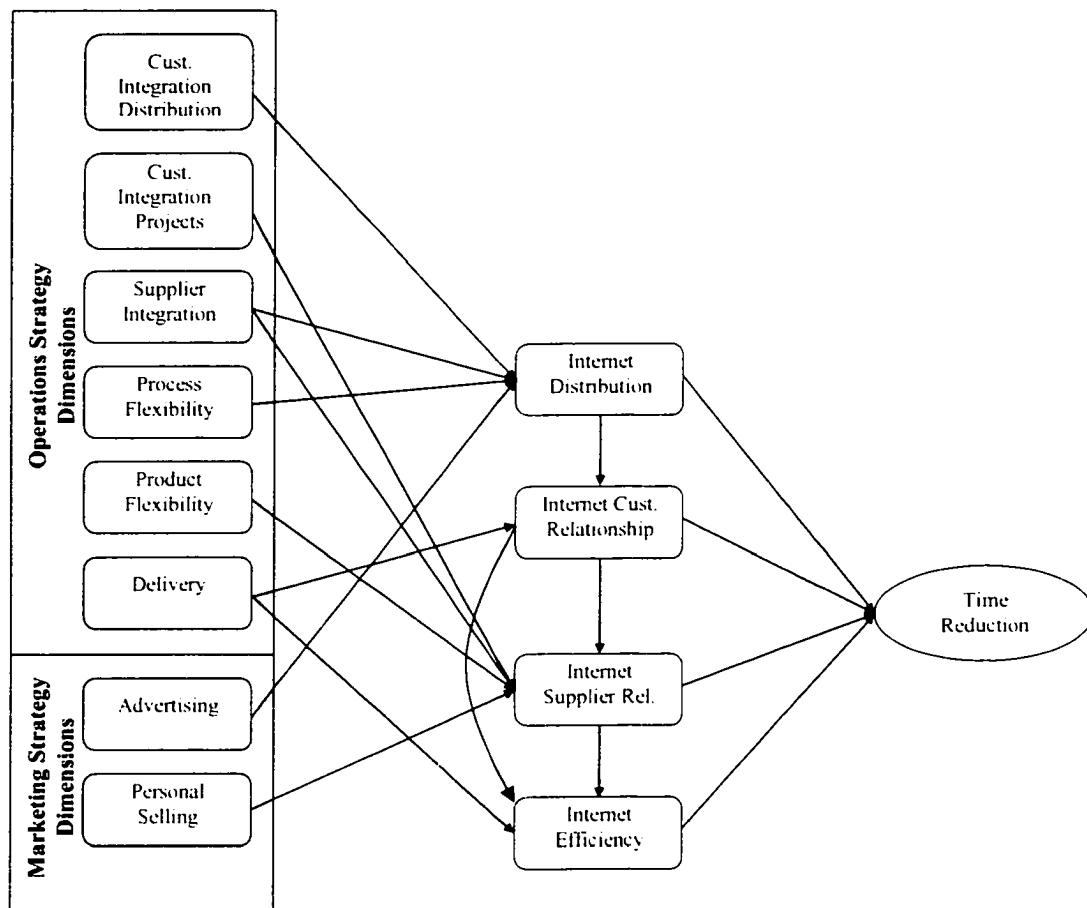 Operations Strategy
Dimensions
Cust.
Integration
Distribution
Cust.
Integration
Projects
Supplier
Integration
Process
Flexibility
Product
Flexibility
Delivery
Marketing Strategy
Dimensions
Advertising
Personal
Selling
Internet
Distribution
Internet Cust.
Relationship
Internet
Supplier Rel.
Internet
Efficiency
Time
Reduction